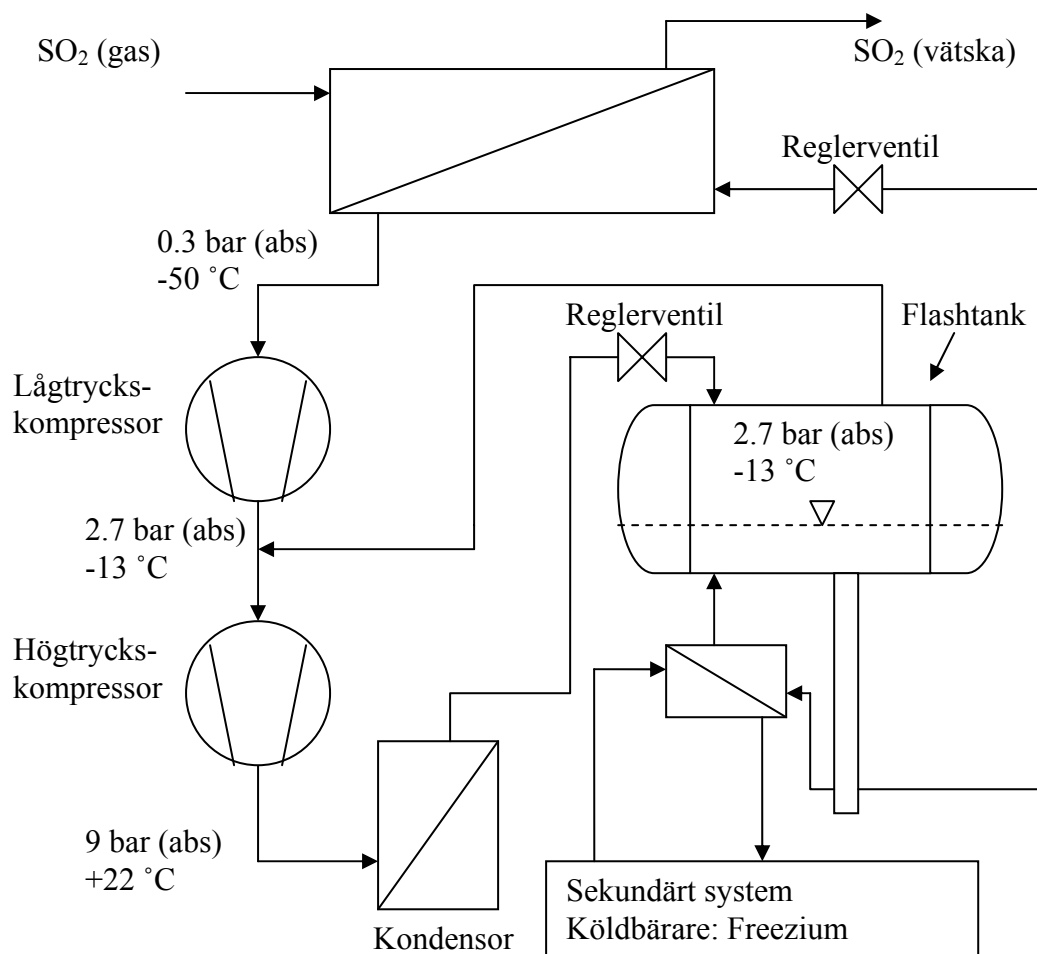 SO₂ (gas)
SO₂ (vätska)
Reglerventil
0.3 bar (abs)
-50 ˚C
Reglerventil
Flashtank
Lågtrycks-
kompressor
2.7 bar (abs)
-13 ˚C
2.7 bar (abs)
-13 ˚C
Högtrycks-
kompressor
9 bar (abs)
+22 ˚C
Kondensor
Sekundärt system
Köldbärare: Freezium